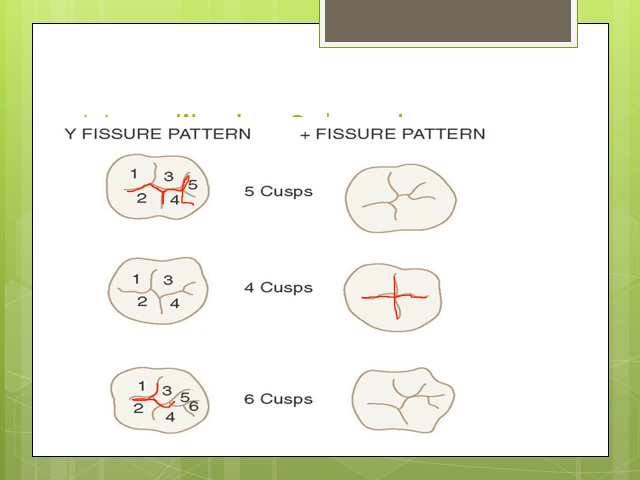 Y FISSURE PATTERN + FISSURE PATTERN
1 3 5
2 4
5 Cusps
1 3
2 4
4 Cusps
1 3 5 6
2 4
6 Cusps